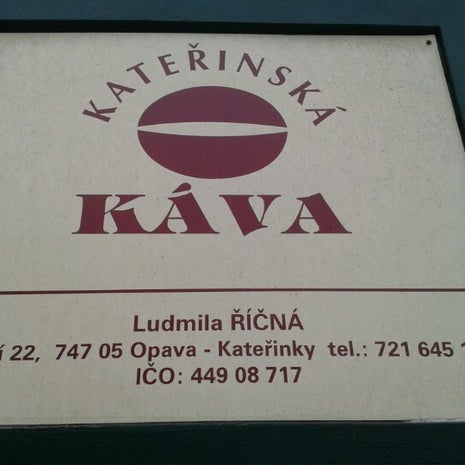 KATEŘINSKÁ
KÁVA
Ludmila ŘÍČNÁ
22, 747 05 Opava - Kateřinky tel.: 721 645
IČO: 449 08 717